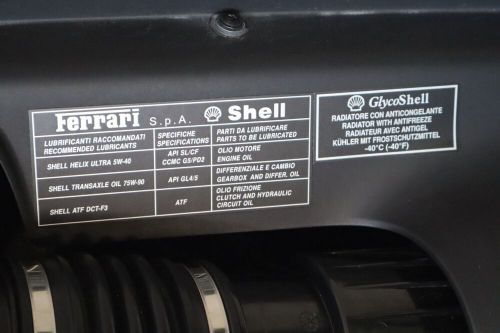 Ferrari S.p.A. Shell
LUBRIFICANTI RACCOMANDATI
RECOMMENDED LUBRICANTS
SPECIFICHE
SPECIFICATIONS
PARTI DA LUBRIFICARE
PARTS TO BE LUBRICATED
SHELL HELIX ULTRA 5W-40
API SL/CF
CCMC G5/PD2
OLIO MOTORE
ENGINE OIL
SHELL TRANSAXLE OIL 75W-90
API GL4/5
DIFFERENZIALE E CAMBIO
GEARBOX AND DIFFER. OIL
SHELL ATF DCT-F3
ATF
OLIO FRIZIONE
CLUTCH AND HYDRAULIC
CIRCUIT OIL
GlycoShell
RADIATORE CON ANTICONGELANTE
RADIATOR WITH ANTIFREEZE
RADIATEUR AVEC ANTIGEL
KÜHLER MIT FROSTSCHUTZMITTEL
-40°C (-40°F)